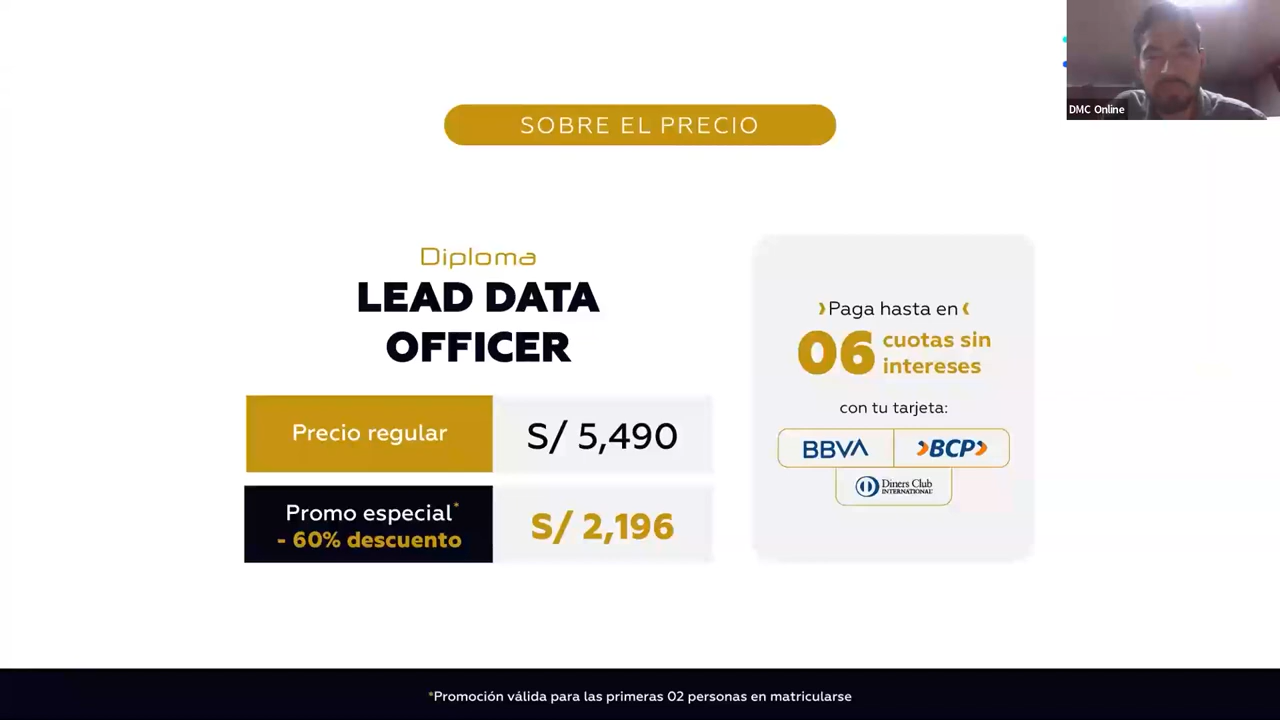 DMC Online
SOBRE EL PRECIO
Diploma
LEAD DATA
OFFICER
Precio regular
S/ 5,490
Promo especial*
- 60% descuento
S/ 2,196
Paga hasta en
06 cuotas sin
intereses
con tu tarjeta:
BBVA
BCP
Diners Club
INTERNATIONAL
*Promoción válida para las primeras 02 personas en matricularse